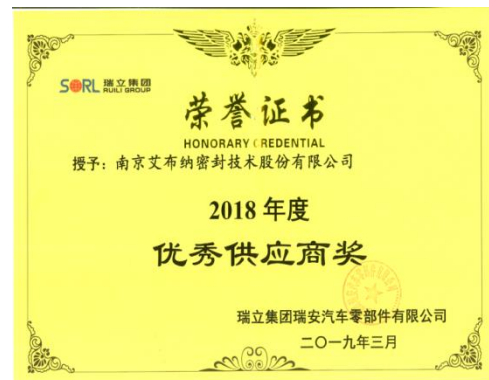 SORL 瑞立集团
RUILI GROUP
荣誉证书
HONORARY CREDENTIAL
授予：南京艾布纳密封技术股份有限公司
2018 年度
优秀供应商奖
瑞立集团瑞安汽车零部件有限公司
二〇一九年三月